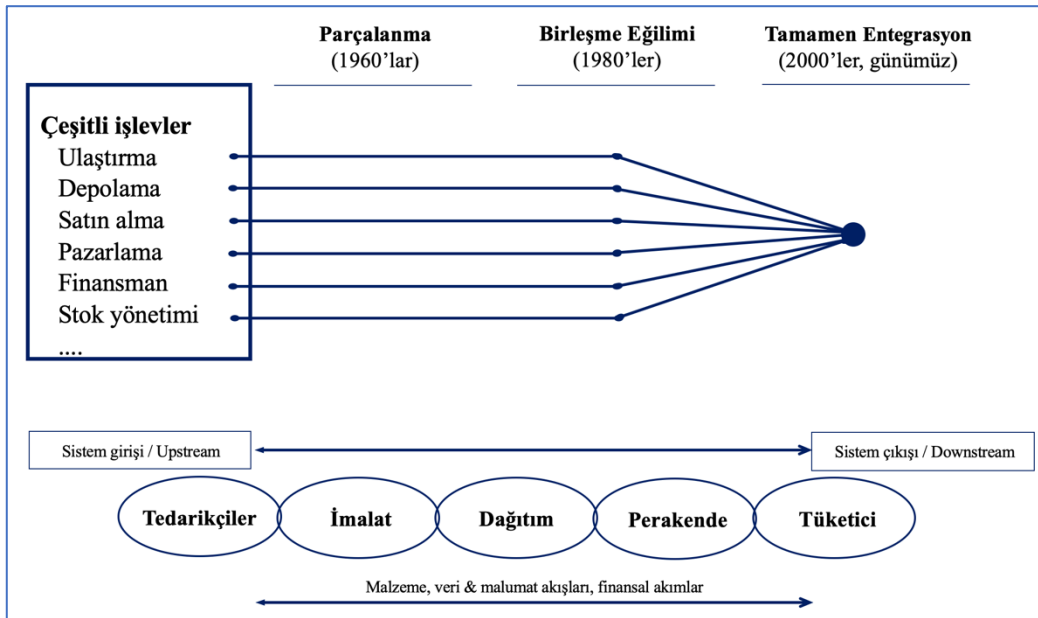 Parçalanma
(1960’lar)
Birleşme Eğilimi
(1980’ler)
Tamamen Entegrasyon
(2000’ler, günümüz)
Çeşitli işlevler
Ulaştırma
Depolama
Satın alma
Pazarlama
Finansman
Stok yönetimi
....
Sistem girişi / Upstream
Sistem çıkışı / Downstream
Tedarikçiler
İmalat
Dağıtım
Perakende
Tüketici
Malzeme, veri & malumat akışları, finansal akımlar